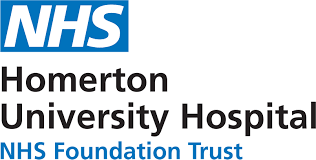 NHS
Homerton
University Hospital
NHS Foundation Trust